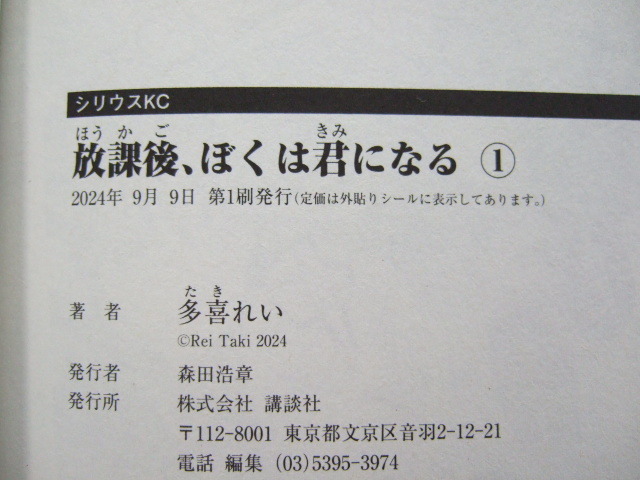 シリウスKC
ほうかご きみ
放課後、ぼくは君になる ①
2024年 9月 9日 第1刷発行(定価は外貼りシールに表示してあります。)
たき
著者 多喜れい
©Rei Taki 2024
発行者 森田浩章
発行所 株式会社 講談社
〒112-8001 東京都文京区音羽2-12-21
電話 編集 (03)5395-3974